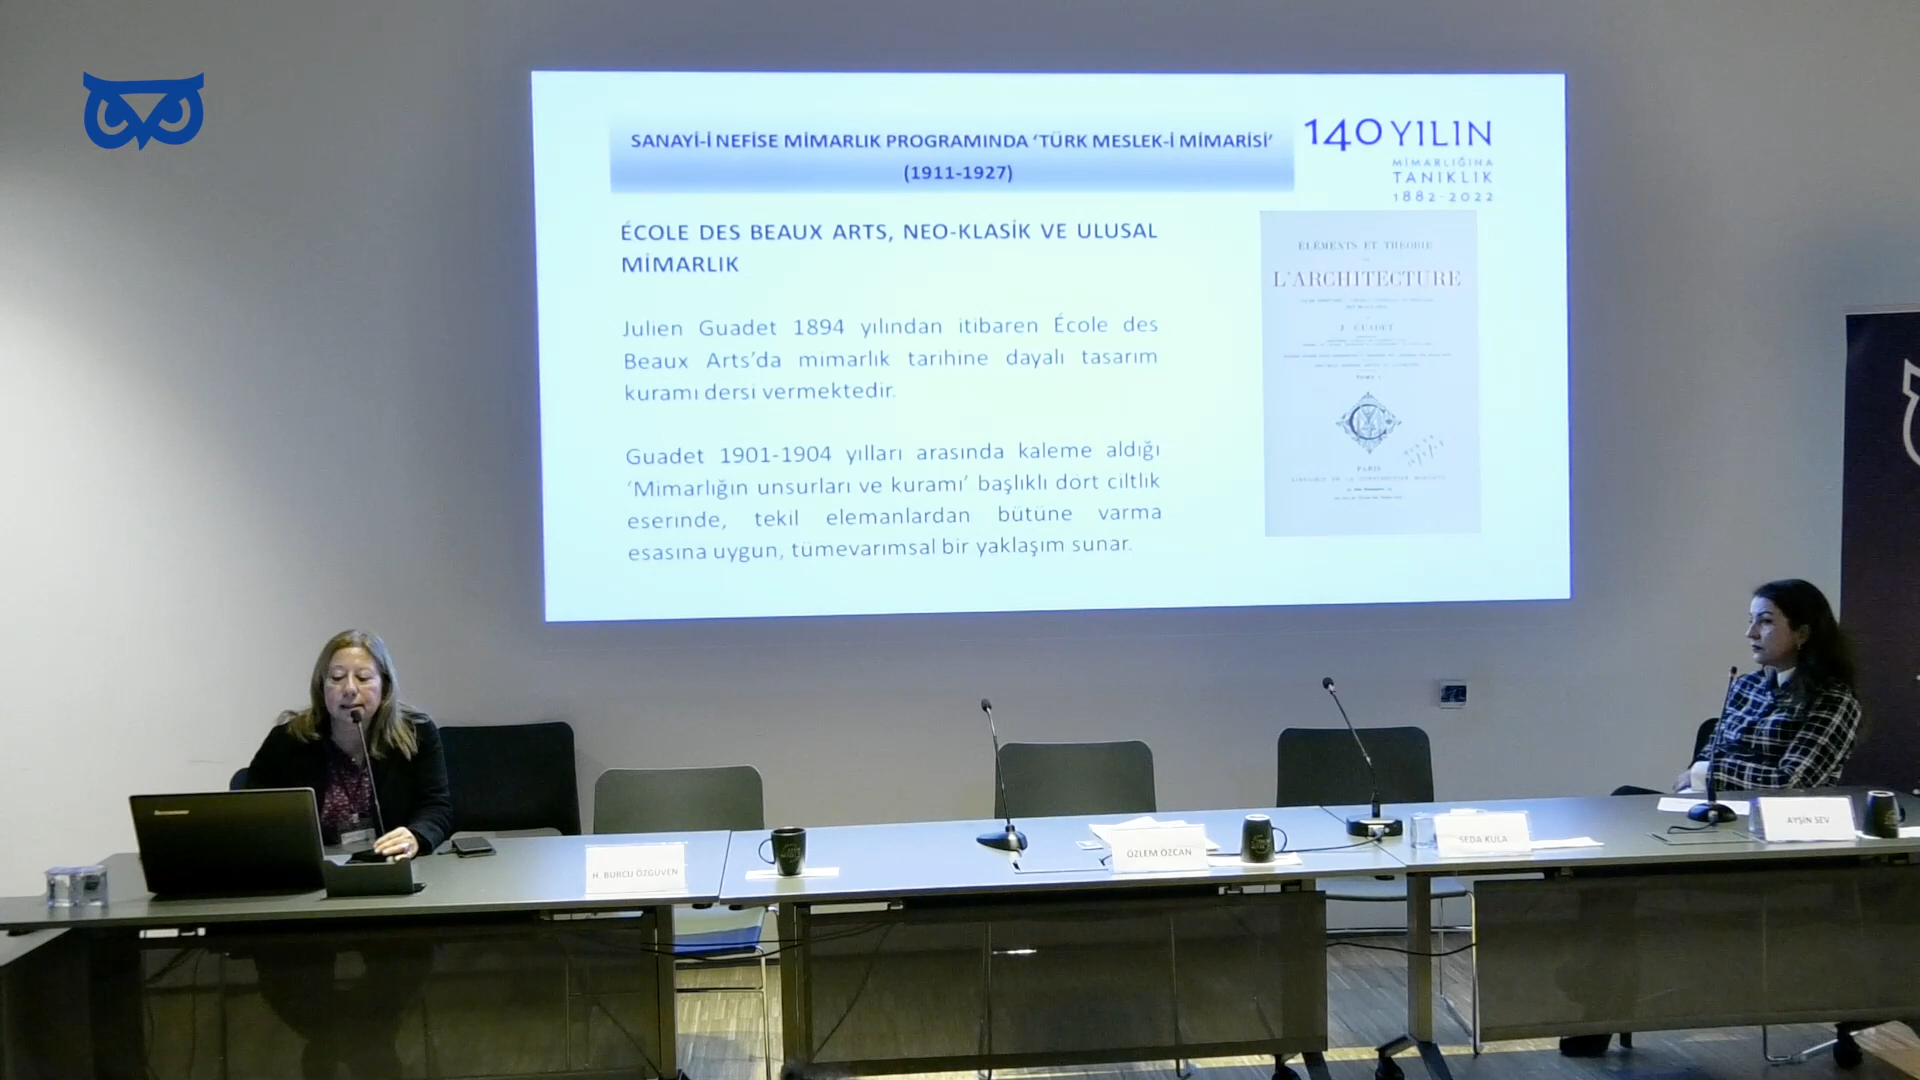 SANAYİ-İ NEFİSE MİMARLIK PROGRAMINDA ‘TÜRK MESLEK-İ MİMARİSİ’
(1911-1927)
140 YILIN
MİMARLIĞINA
TANIKLIK
1882-2022
ÉCOLE DES BEAUX ARTS, NEO-KLASİK VE ULUSAL
MİMARLIK
Julien Guadet 1894 yılından itibaren École des
Beaux Arts’da mimarlık tarihine dayalı tasarım
kuramı dersi vermektedir.
Guadet 1901-1904 yılları arasında kaleme aldığı
‘Mimarlığın unsurları ve kuramı’ başlıklı dört ciltlik
eserinde, tekil elemanlardan bütüne varma
esasına uygun, tümevarımsal bir yaklaşım sunar.
ÉLÉMENTS ET THÉORIE
L'ARCHITECTURE
J. GUADET
PARIS
H. BURCU ÖZGÜVEN
ÖZLEM ÖZCAN
SEDA KULA
AYŞİN SEV